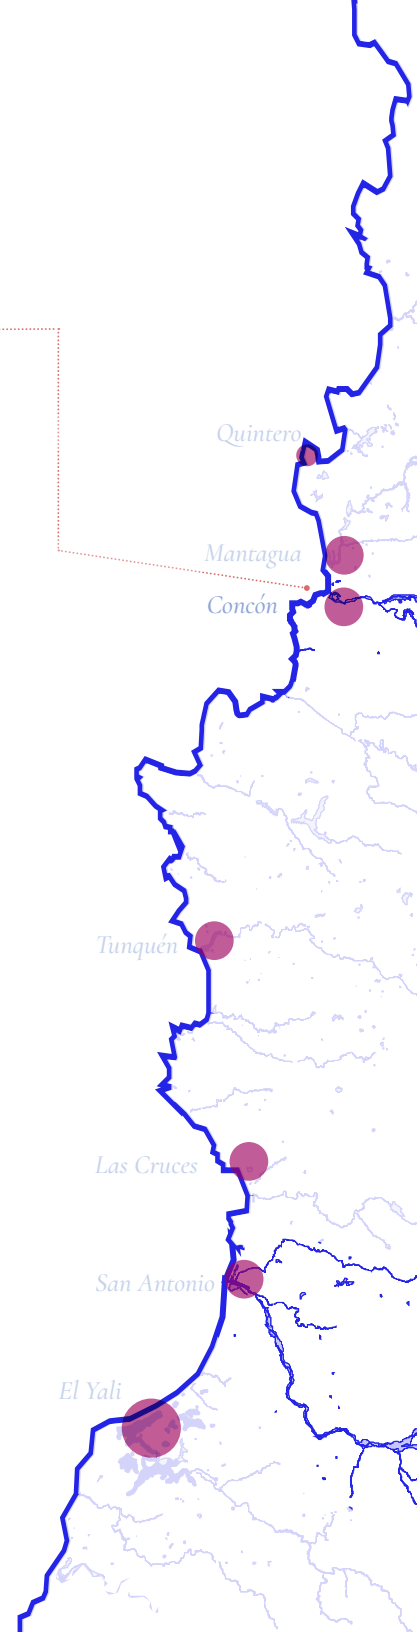 Quintero
Mantagua
Concón
Tunquén
Las Cruces
San Antonio
El Yali